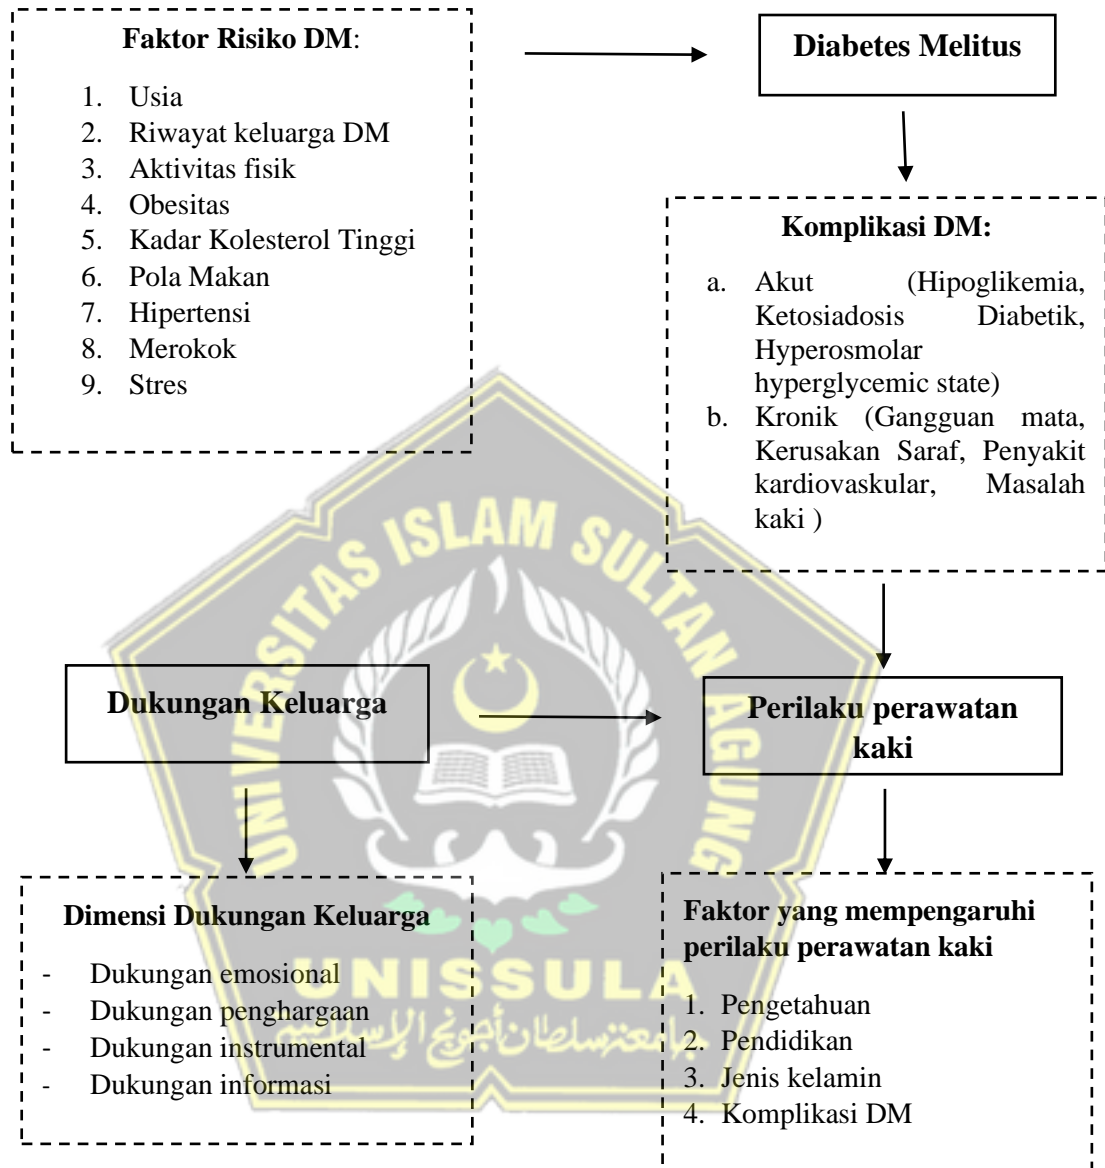 Faktor Risiko DM:
1. Usia
2. Riwayat keluarga DM
3. Aktivitas fisik
4. Obesitas
5. Kadar Kolesterol Tinggi
6. Pola Makan
7. Hipertensi
8. Merokok
9. Stres
Diabetes Melitus
Komplikasi DM:
a. Akut (Hipoglikemia,
Ketosiadosis Diabetik,
Hyperosmolar
hyperglycemic state)
b. Kronik (Gangguan mata,
Kerusakan Saraf, Penyakit
kardiovaskular, Masalah
kaki )
UNIVERSITAS ISLAM SULTAN AGUNG
Dukungan Keluarga
Perilaku perawatan
kaki
Dimensi Dukungan Keluarga
- Dukungan emosional
- Dukungan penghargaan
- Dukungan instrumental
- Dukungan informasi
Faktor yang mempengaruhi
perilaku perawatan kaki
1. Pengetahuan
2. Pendidikan
3. Jenis kelamin
4. Komplikasi DM
UNISSULA
جامعتسلطان أجونج الإسلامية